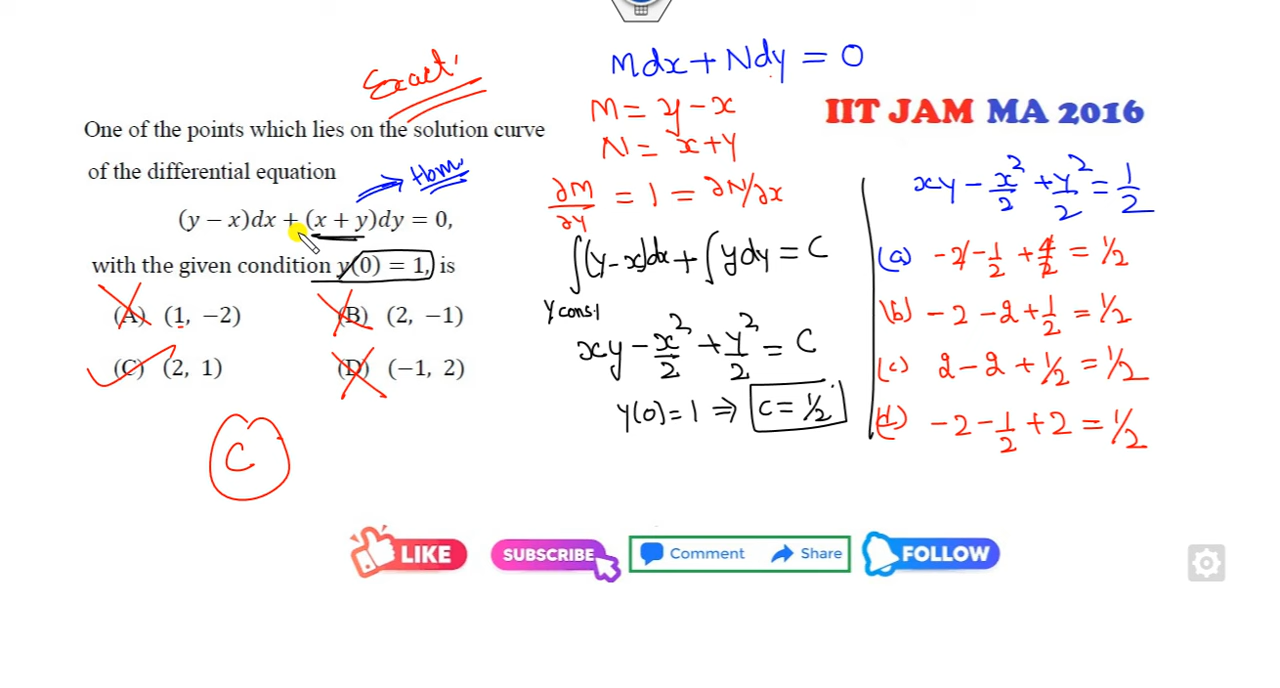 Exact.
One of the points which lies on the solution curve
of the differential equation
→ Hom
(y − x)dx + (x + y)dy = 0,
with the given condition y(0) = 1, is
(A) (1, −2) (B) (2, −1)
(C) (2, 1) (D) (−1, 2)
C
Mdx + Ndy = 0
M = y − x
N = x + y
∂M/∂y = 1 = ∂N/∂x
∫(y−x)dx + ∫ydy = C
y const
xy − x²/2 + y²/2 = C
y(0) = 1 ⇒ C = ½
IIT JAM MA 2016
xy − x²/2 + y²/2 = 1/2
(a) −2 − 1/2 + 4/2 = ½
(b) −2 − 2 + 1/2 = ½
(c) 2 − 2 + ½ = ½
(d) −2 − 1/2 + 2 = ½
LIKE SUBSCRIBE Comment Share FOLLOW